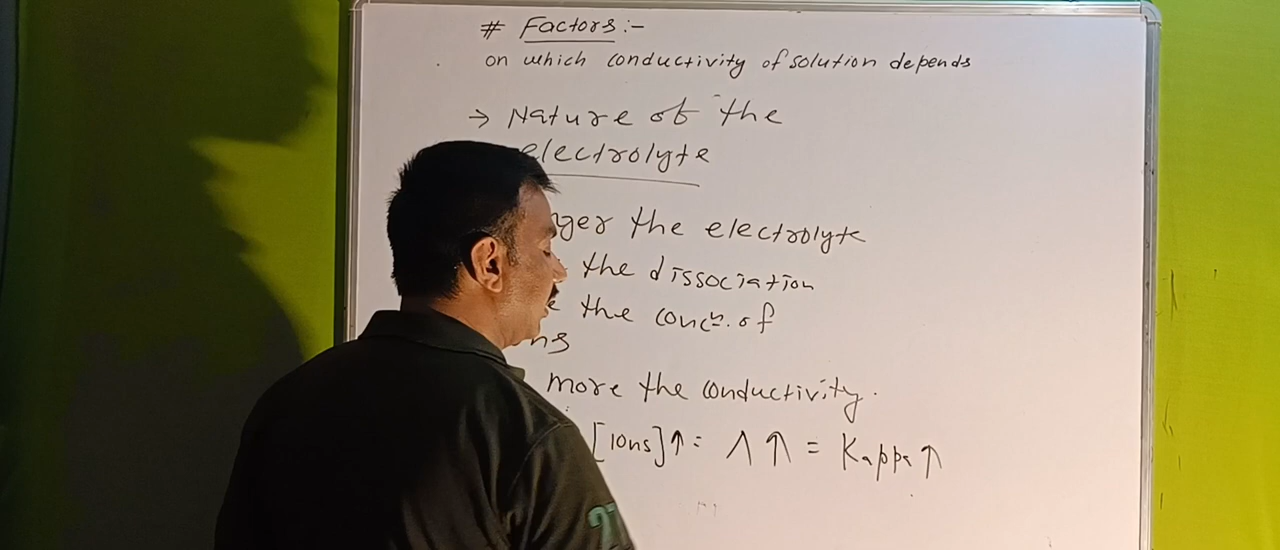 # Factors:-
on which conductivity of solution depends
→ Nature of the
electrolyte
ger the electrolyte
the dissociation
the concn. of
ns
more the conductivity.
[Ions]↑ = Λ ↑ = Kappa ↑